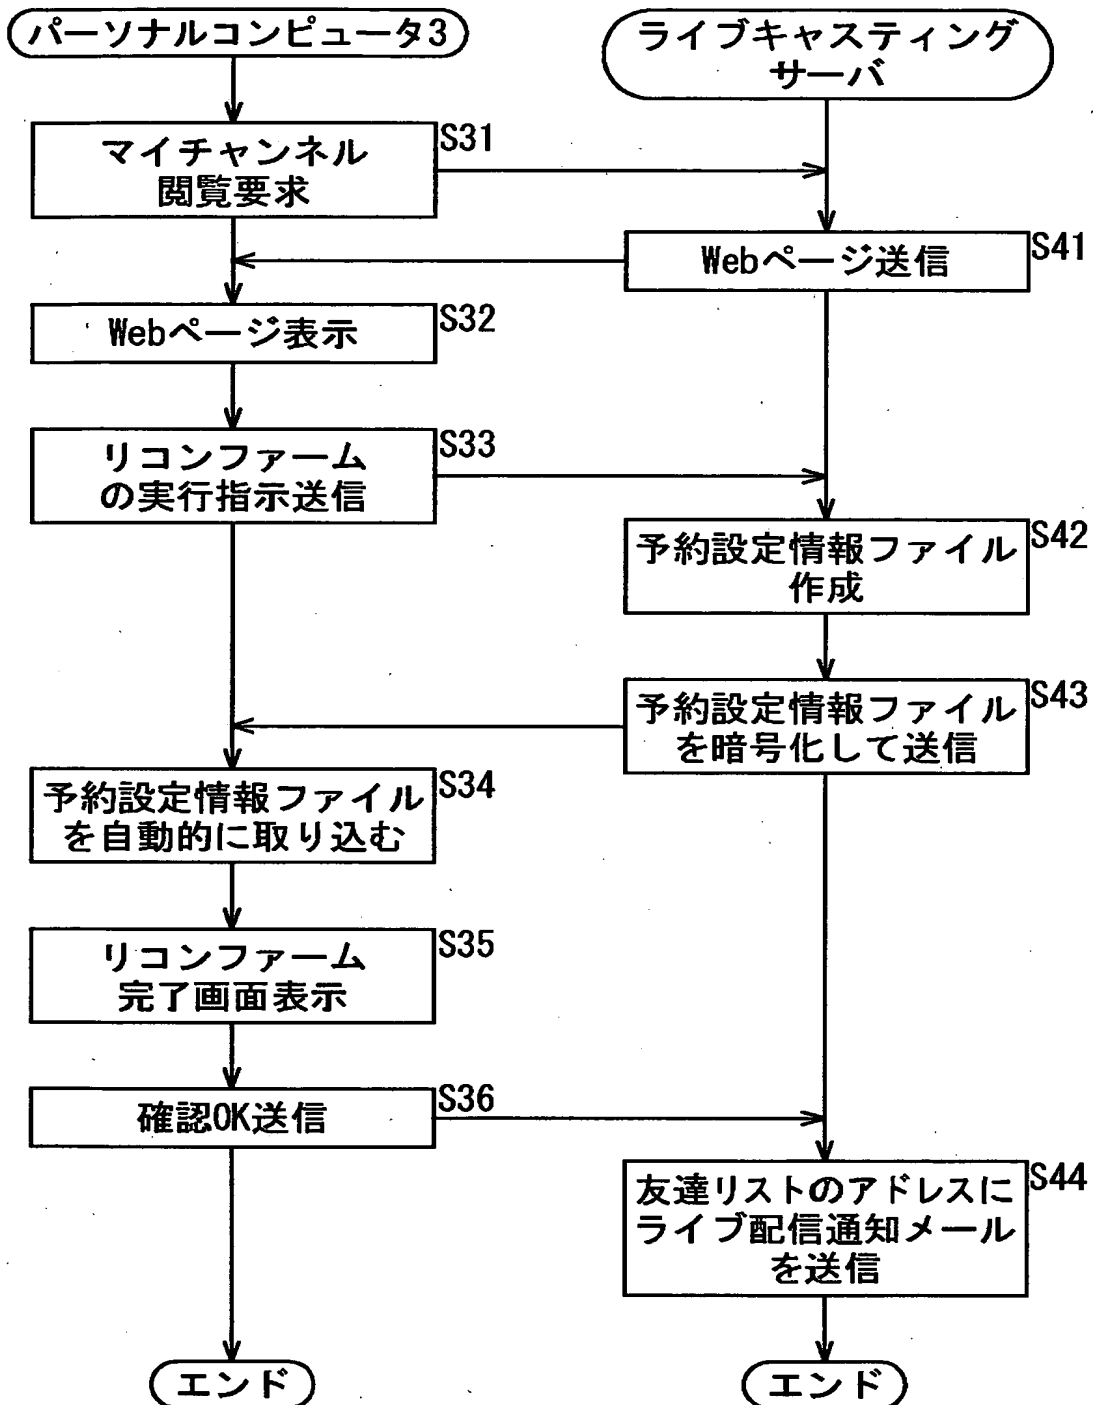 パーソナルコンピュータ3
ライブキャスティング
サーバ
S31
マイチャンネル
閲覧要求
S41
Webページ送信
S32
Webページ表示
S33
リコンファーム
の実行指示送信
S42
予約設定情報ファイル
作成
S43
予約設定情報ファイル
を暗号化して送信
S34
予約設定情報ファイル
を自動的に取り込む
S35
リコンファーム
完了画面表示
S36
確認OK送信
S44
友達リストのアドレスに
ライブ配信通知メール
を送信
エンド
エンド